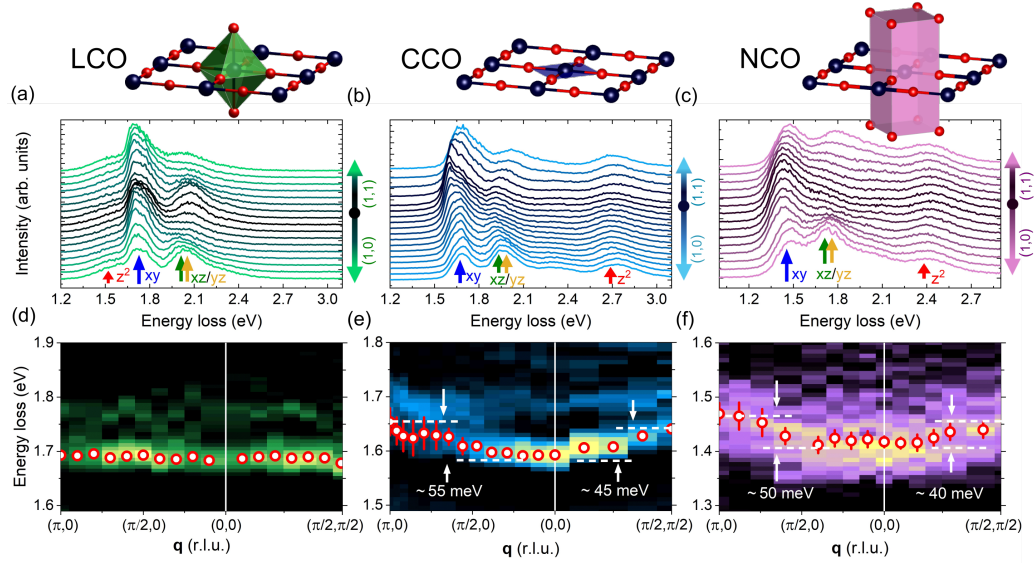 LCO
CCO
NCO
(a)
(b)
(c)
Intensity (arb. units)
z²
xy
xz/yz
(1,1)
(1,0)
1.2 1.5 1.8 2.1 2.4 2.7 3.0
Energy loss (eV)
xy
xz/yz
z²
(1,1)
(1,0)
1.2 1.5 1.8 2.1 2.4 2.7 3.0
Energy loss (eV)
xy
xz/yz
z²
(1,1)
(1,0)
1.2 1.5 1.8 2.1 2.4 2.7
Energy loss (eV)
(d)
(e)
(f)
Energy loss (eV)
1.9
1.8
1.7
1.6
(π,0) (π/2,0) (0,0) (π/2,π/2)
q (r.l.u.)
1.8
1.7
1.6
1.5
~ 55 meV
~ 45 meV
(π,0) (π/2,0) (0,0) (π/2,π/2)
q (r.l.u.)
1.6
1.5
1.4
1.3
~ 50 meV
~ 40 meV
(π,0) (π/2,0) (0,0) (π/2,π/2)
q (r.l.u.)